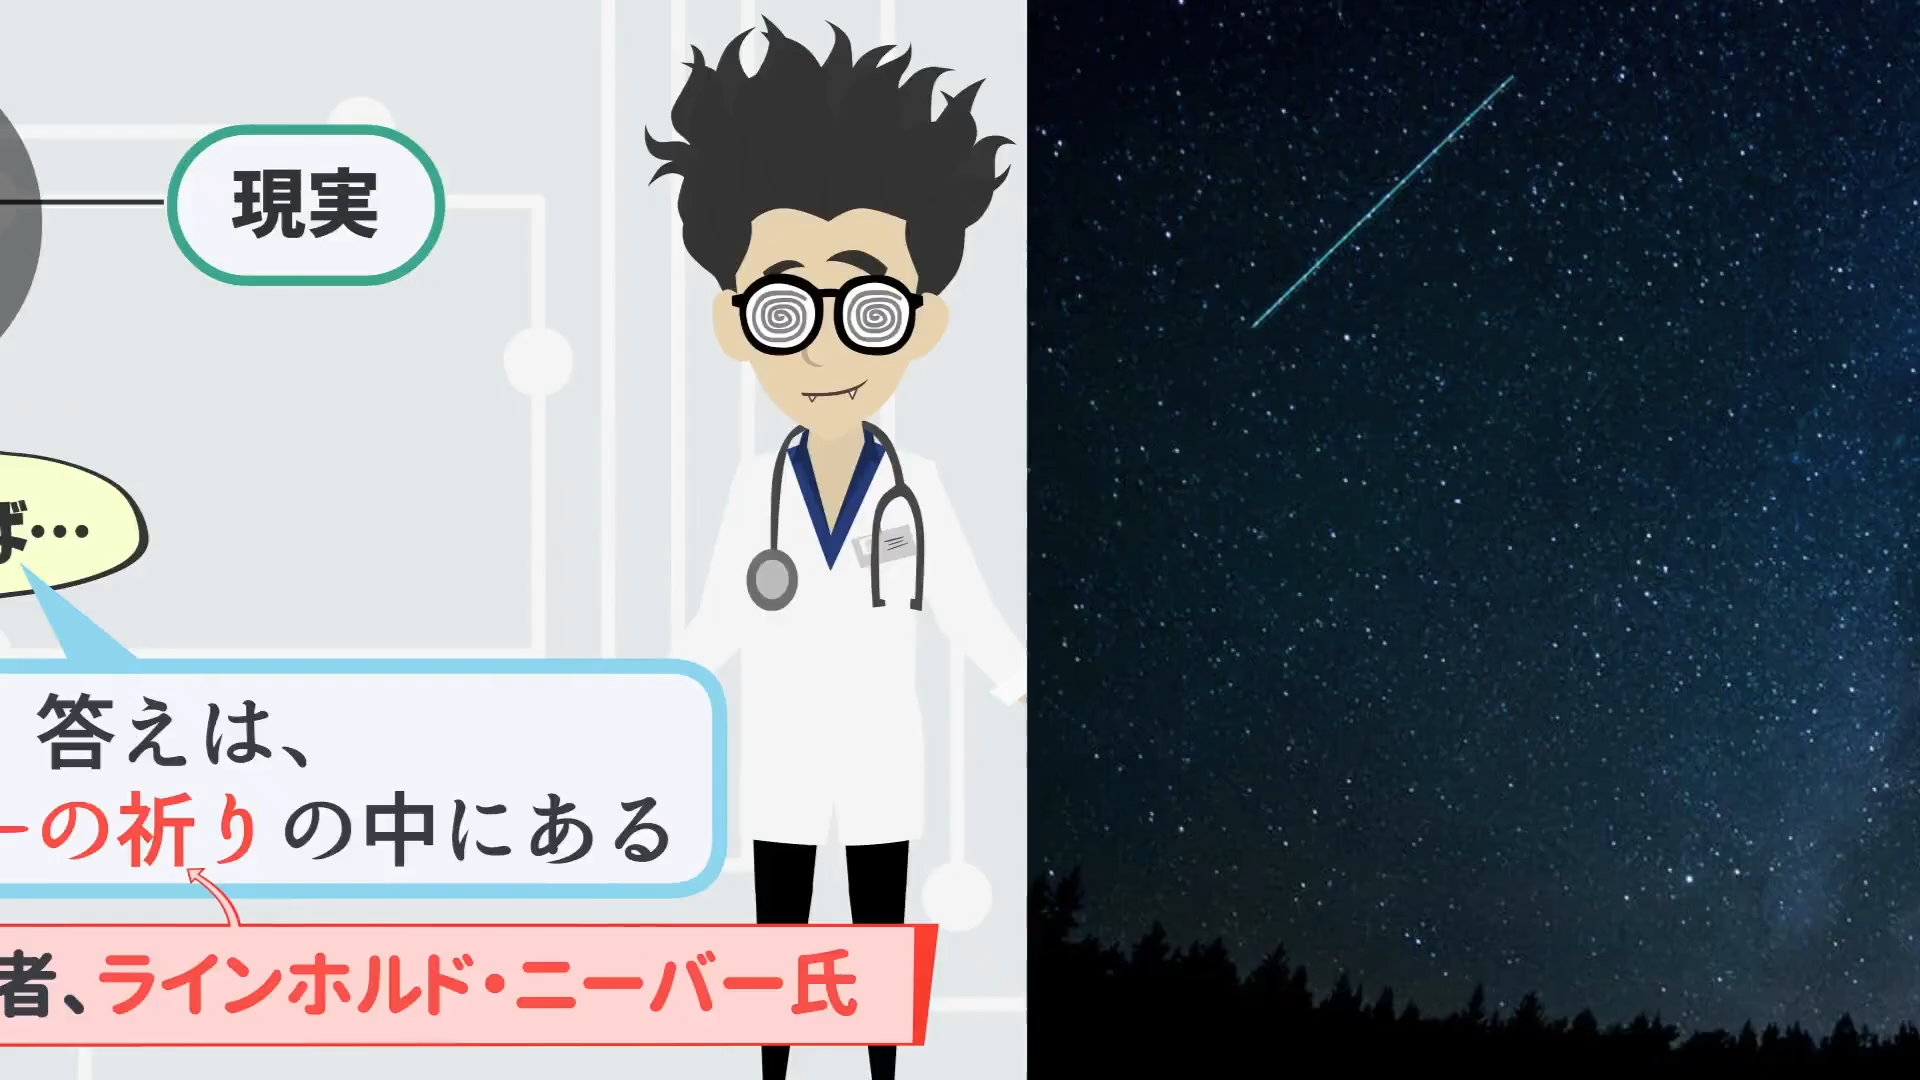 現実
ば…
答えは、
ーの祈りの中にある
者、ラインホルド・ニーバー氏